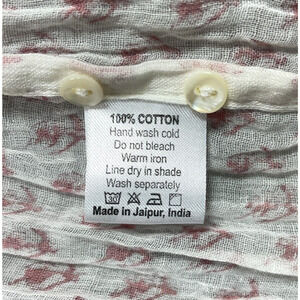 100% COTTON
Hand wash cold
Do not bleach
Warm iron
Line dry in shade
Wash separately
Made in Jaipur, India